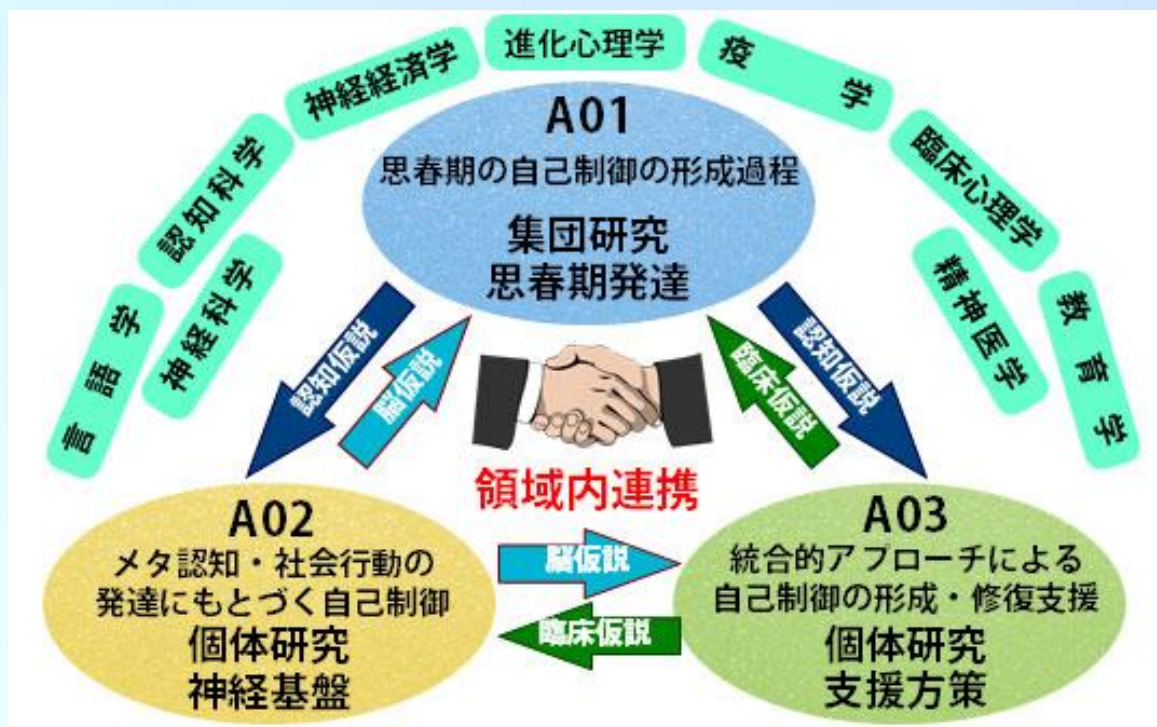 進化心理学
神経経済学
疫学
認知科学
臨床心理学
神経科学
精神医学
言語学
教育学
A01
思春期の自己制御の形成過程
集団研究
思春期発達
認知仮説
脳仮説
臨床仮説
認知仮説
領域内連携
A02
メタ認知・社会行動の
発達にもとづく自己制御
個体研究
神経基盤
脳仮説
臨床仮説
A03
統合的アプローチによる
自己制御の形成・修復支援
個体研究
支援方策